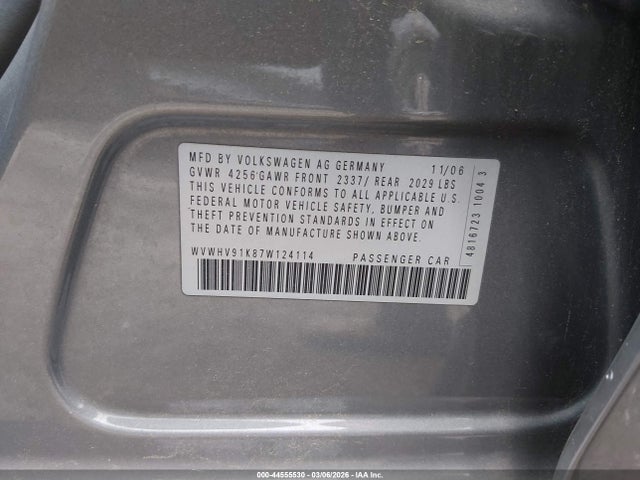 MFD BY VOLKSWAGEN AG GERMANY 11/06
GVWR 4256 GAWR FRONT 2337/ REAR 2029 LBS
THIS VEHICLE CONFORMS TO ALL APPLICABLE U.S.
FEDERAL MOTOR VEHICLE SAFETY, BUMPER AND
THEFT PREVENTION STANDARDS IN EFFECT ON
THE DATE OF MANUFACTURE SHOWN ABOVE.
WVWHV91K87W124114 PASSENGER CAR
4816723 1004 3
000-44555530 - 03/06/2026 - IAA Inc.